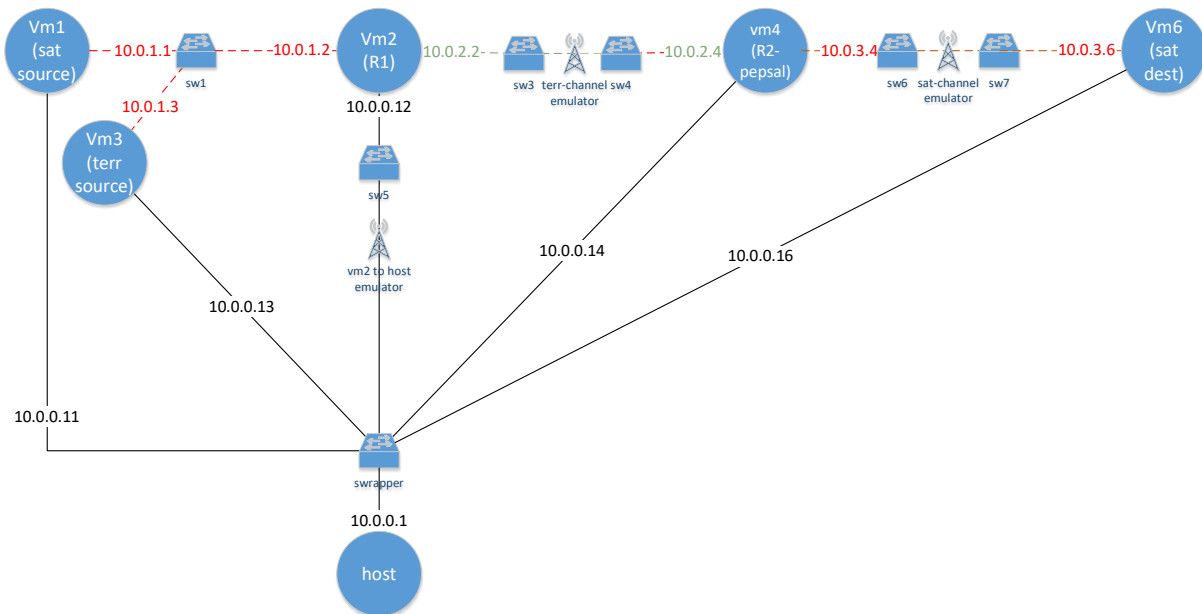 Vm1
(sat
source)
10.0.1.1
sw1
10.0.1.2
Vm2
(R1)
10.0.2.2
sw3
terr-channel
emulator
sw4
10.0.2.4
vm4
(R2-
pepsal)
10.0.3.4
sw6
sat-channel
emulator
sw7
10.0.3.6
Vm6
(sat
dest)
10.0.1.3
Vm3
(terr
source)
10.0.0.12
sw5
vm2 to host
emulator
10.0.0.13
10.0.0.14
10.0.0.16
10.0.0.11
swrapper
10.0.0.1
host